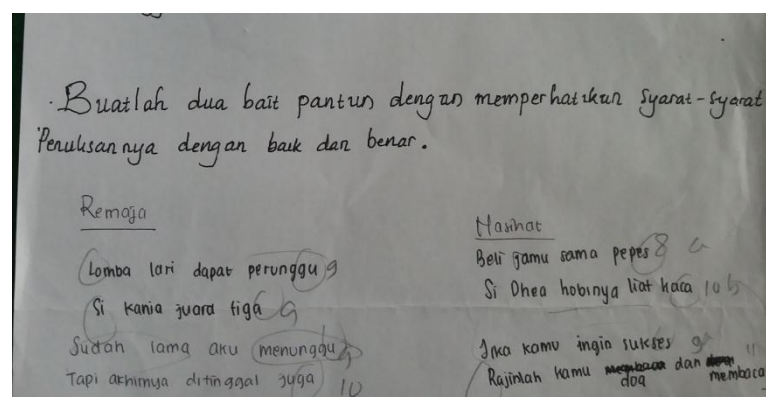 . Buatlah dua bait pantun dengan memperhatikan syarat-syarat
Penulisannya dengan baik dan benar.
Remaja
Lomba lari dapat perunggu 9
Si kania juara tiga 9
Sudah lama aku menunggu 9
Tapi akhirnya ditinggal juga 10
Nasihat
Beli jamu sama pepes 8 a
Si Dhea hobinya liat kaca 10 b
Jika kamu ingin sukses 9
Rajinlah kamu doa dan membaca 11